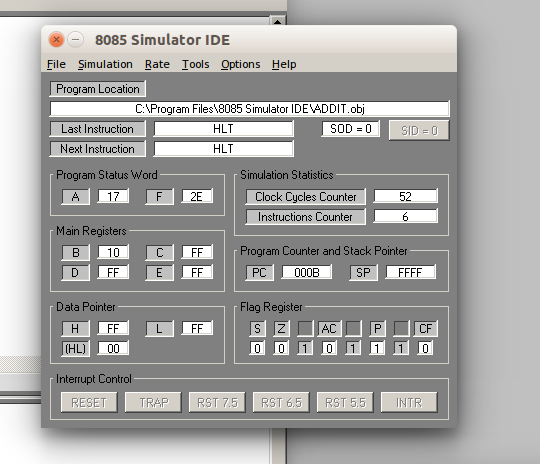 8085 Simulator IDE
File Simulation Rate Tools Options Help
Program Location
C:\Program Files\8085 Simulator IDE\ADDIT.obj
Last Instruction HLT SOD = 0 SID = 0
Next Instruction HLT
Program Status Word
A 17 F 2E
Simulation Statistics
Clock Cycles Counter 52
Instructions Counter 6
Main Registers
B 10 C FF
D FF E FF
Program Counter and Stack Pointer
PC 000B SP FFFF
Data Pointer
H FF L FF
(HL) 00
Flag Register
S Z AC P CF
0 0 1 0 1 1 1 0
Interrupt Control
RESET TRAP RST 7.5 RST 6.5 RST 5.5 INTR